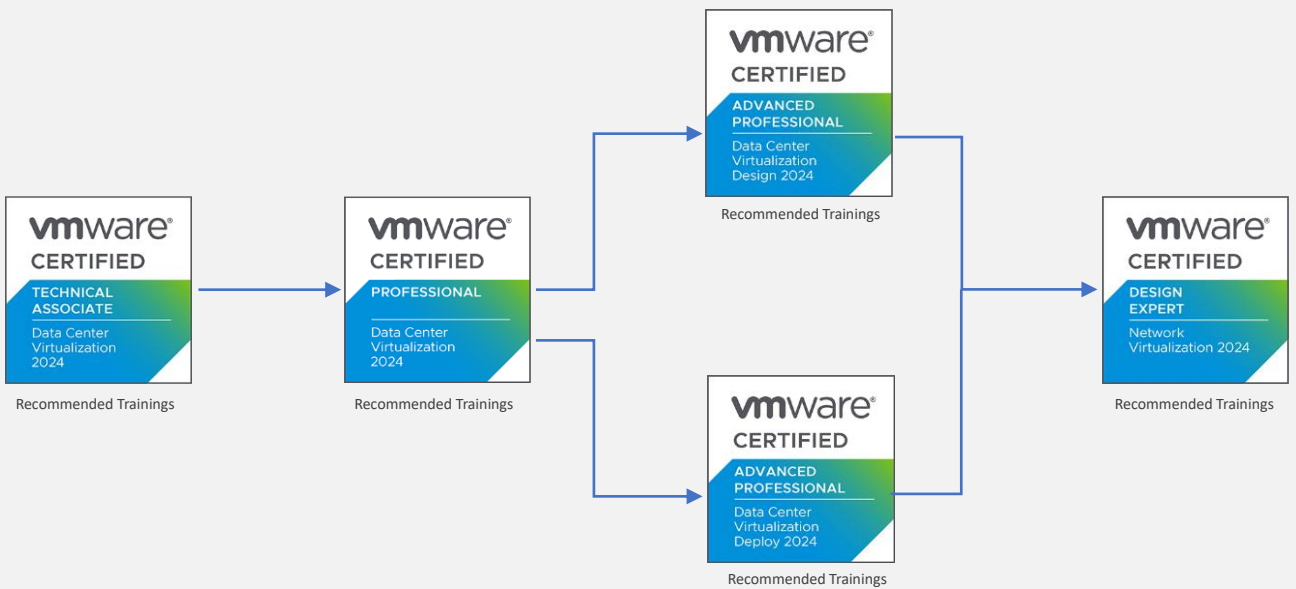 vmware®
CERTIFIED
TECHNICAL
ASSOCIATE
Data Center
Virtualization
2024
Recommended Trainings
vmware®
CERTIFIED
PROFESSIONAL
Data Center
Virtualization
2024
Recommended Trainings
vmware®
CERTIFIED
ADVANCED
PROFESSIONAL
Data Center
Virtualization
Design 2024
Recommended Trainings
vmware®
CERTIFIED
ADVANCED
PROFESSIONAL
Data Center
Virtualization
Deploy 2024
Recommended Trainings
vmware®
CERTIFIED
DESIGN
EXPERT
Network
Virtualization 2024
Recommended Trainings